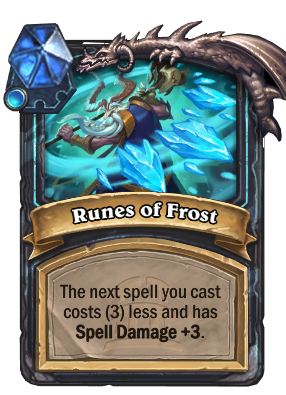 Runes of Frost
The next spell you cast
costs (3) less and has
Spell Damage +3.